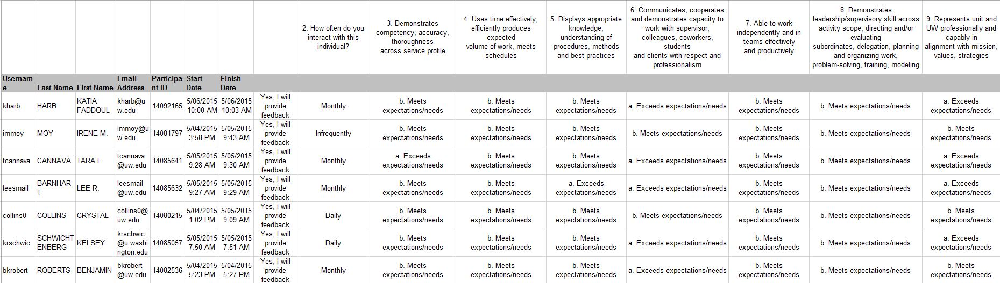 2. How often do you
interact with this
individual?
3. Demonstrates
competency, accuracy,
thoroughness
across service profile
4. Uses time effectively,
efficiently produces
expected
volume of work, meets
schedules
5. Displays appropriate
knowledge,
understanding of
procedures, methods
and best practices
6. Communicates, cooperates
and demonstrates capacity to
work with supervisor,
colleagues, coworkers,
students
and clients with respect and
professionalism
7. Able to work
independently and in
teams effectively
and productively
8. Demonstrates
leadership/supervisory skill across
activity scope; directing and/or
evaluating
subordinates, delegation, planning
and organizing work,
problem-solving, training, modeling
9. Represents unit and
UW professionally and
capably in
alignment with mission,
values, strategies
Usernam
e
Last Name
First Name
Email
Address
Participa
nt ID
Start
Date
Finish
Date
kharb
HARB
KATIA
FADDOUL
kharb@u
w.edu
14092165
5/06/2015
10:00 AM
5/06/2015
10:03 AM
Yes, I will
provide
feedback
Monthly
b. Meets
expectations/needs
b. Meets
expectations/needs
b. Meets
expectations/needs
a. Exceeds expectations/needs
b. Meets
expectations/needs
b. Meets expectations/needs
a. Exceeds
expectations/needs
immoy
MOY
IRENE M.
immoy@u
w.edu
14081797
5/04/2015
3:58 PM
5/05/2015
9:43 AM
Yes, I will
provide
feedback
Infrequently
b. Meets
expectations/needs
b. Meets
expectations/needs
b. Meets
expectations/needs
b. Meets expectations/needs
b. Meets
expectations/needs
b. Meets expectations/needs
b. Meets
expectations/needs
tcannava
CANNAVA
TARA L.
tcannava
@uw.edu
14085641
5/05/2015
9:28 AM
5/05/2015
9:30 AM
Yes, I will
provide
feedback
Monthly
a. Exceeds
expectations/needs
b. Meets
expectations/needs
b. Meets
expectations/needs
a. Exceeds expectations/needs
b. Meets
expectations/needs
b. Meets expectations/needs
a. Exceeds
expectations/needs
leesmail
BARNHAR
T
LEE R.
leesmail
@uw.edu
14085632
5/05/2015
9:27 AM
5/05/2015
9:29 AM
Yes, I will
provide
feedback
Monthly
b. Meets
expectations/needs
b. Meets
expectations/needs
a. Exceeds
expectations/needs
a. Exceeds expectations/needs
b. Meets
expectations/needs
b. Meets expectations/needs
a. Exceeds
expectations/needs
collins0
COLLINS
CRYSTAL
collins0@
uw.edu
14080215
5/04/2015
1:02 PM
5/05/2015
9:09 AM
Yes, I will
provide
feedback
Daily
b. Meets
expectations/needs
b. Meets
expectations/needs
b. Meets
expectations/needs
b. Meets expectations/needs
b. Meets
expectations/needs
b. Meets expectations/needs
b. Meets
expectations/needs
krschwic
SCHWICHT
ENBERG
KELSEY
krschwic
@u.washi
ngton.edu
14085057
5/05/2015
7:50 AM
5/05/2015
7:51 AM
Yes, I will
provide
feedback
Daily
b. Meets
expectations/needs
b. Meets
expectations/needs
b. Meets
expectations/needs
a. Exceeds expectations/needs
b. Meets
expectations/needs
b. Meets expectations/needs
a. Exceeds
expectations/needs
bkrobert
ROBERTS
BENJAMIN
bkrobert
@uw.edu
14082536
5/04/2015
5:23 PM
5/04/2015
5:27 PM
Yes, I will
provide
feedback
Monthly
b. Meets
expectations/needs
b. Meets
expectations/needs
b. Meets
expectations/needs
a. Exceeds expectations/needs
b. Meets
expectations/needs
b. Meets expectations/needs
b. Meets
expectations/needs